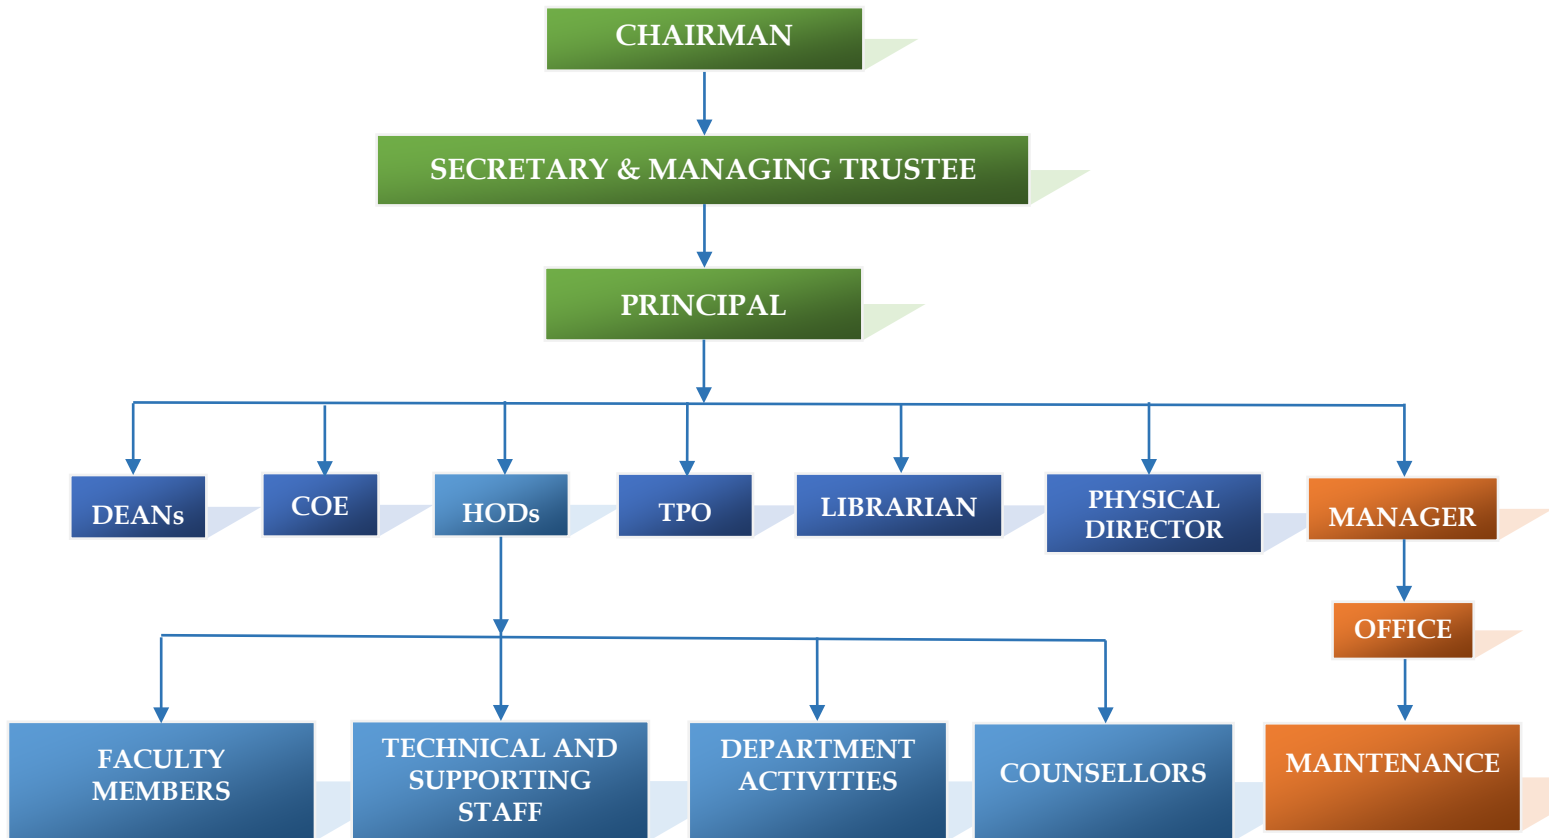 CHAIRMAN
SECRETARY & MANAGING TRUSTEE
PRINCIPAL
DEANs
COE
HODs
TPO
LIBRARIAN
PHYSICAL
DIRECTOR
MANAGER
OFFICE
FACULTY
MEMBERS
TECHNICAL AND
SUPPORTING
STAFF
DEPARTMENT
ACTIVITIES
COUNSELLORS
MAINTENANCE